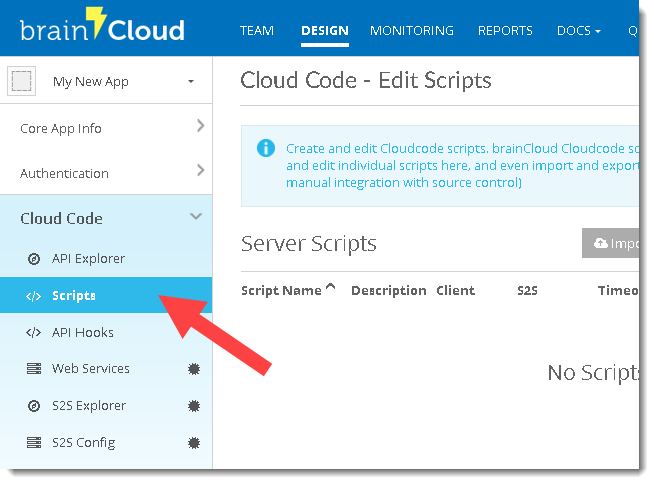 brainCloud
TEAM DESIGN MONITORING REPORTS DOCS
My New App
Core App Info
Authentication
Cloud Code
API Explorer
Scripts
API Hooks
Web Services
S2S Explorer
S2S Config
Cloud Code - Edit Scripts
Create and edit Cloudcode scripts. brainCloud Cloudcode
and edit individual scripts here, and even import and export
manual integration with source control)
Server Scripts
Script Name Description Client S2S
No Scripts